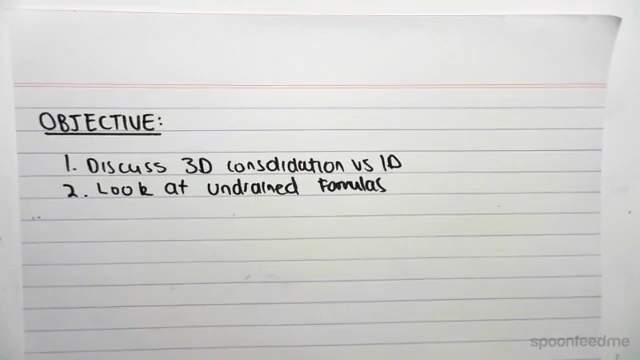 OBJECTIVE:
1. Discuss 3D consolidation vs 1D
2. Look at undrained Formulas
spoonfeedme